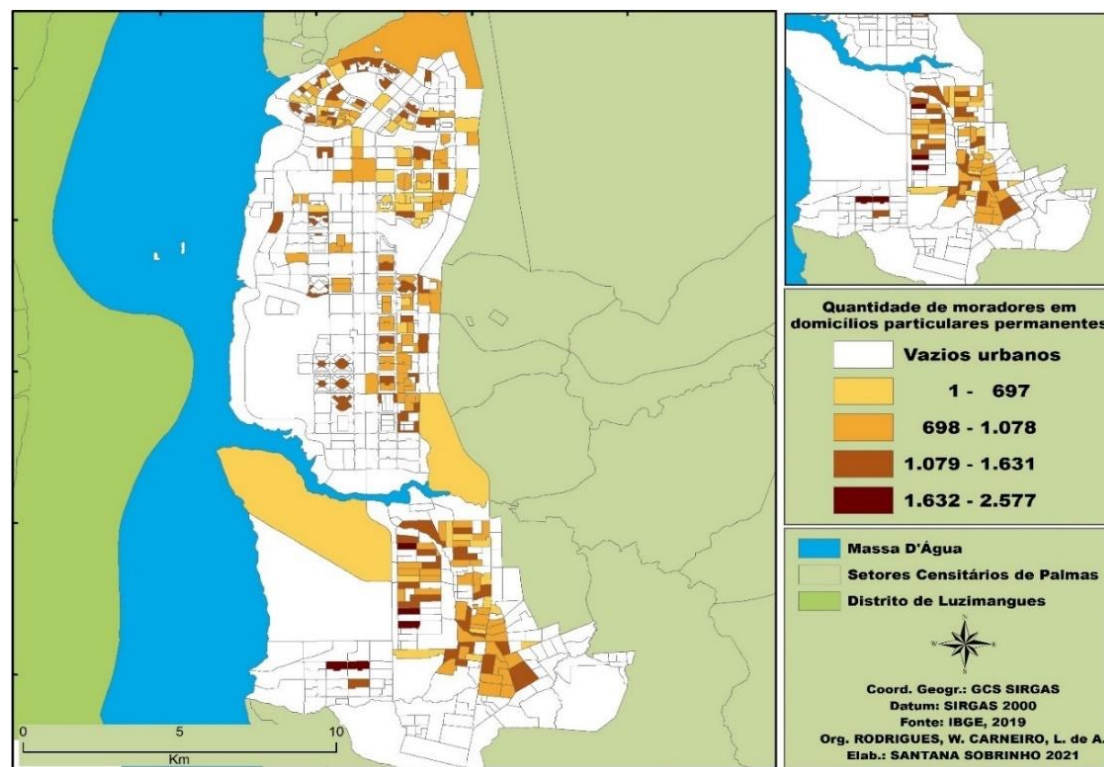 Quantidade de moradores em
domicílios particulares permanentes
Vazios urbanos
1 - 697
698 - 1.078
1.079 - 1.631
1.632 - 2.577
Massa D'Água
Setores Censitários de Palmas
Distrito de Luzimangues
N
W E
S
Coord. Geogr.: GCS SIRGAS
Datum: SIRGAS 2000
Fonte: IBGE, 2019
Org. RODRIGUES, W. CARNEIRO, L. de A.
Elab.: SANTANA SOBRINHO 2021
0 5 10
Km